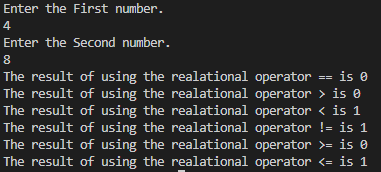 Enter the First number.
4
Enter the Second number.
8
The result of using the realational operator == is 0
The result of using the realational operator > is 0
The result of using the realational operator < is 1
The result of using the realational operator != is 1
The result of using the realational operator >= is 0
The result of using the realational operator <= is 1